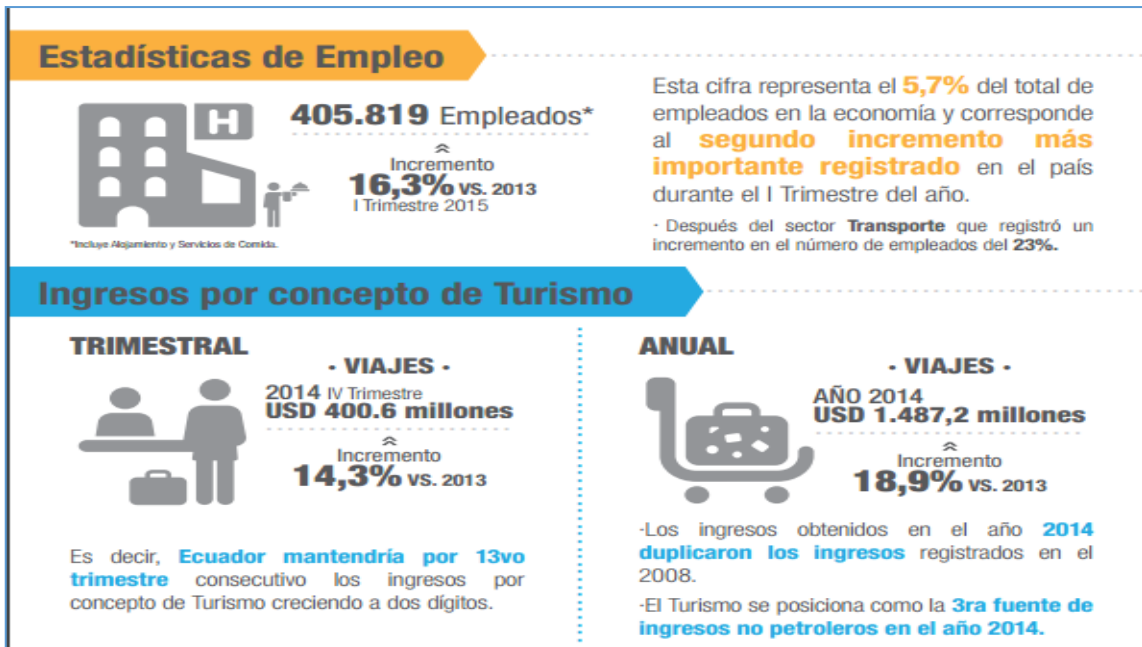 Estadísticas de Empleo
H
405.819 Empleados*
Incremento
16,3% VS. 2013
I Trimestre 2015
*Incluye Alojamiento y Servicios de Comida.
Esta cifra representa el 5,7% del total de
empleados en la economía y corresponde
al segundo incremento más
importante registrado en el país
durante el I Trimestre del año.
· Después del sector Transporte que registró un
incremento en el número de empleados del 23%.
Ingresos por concepto de Turismo
TRIMESTRAL
· VIAJES ·
2014 IV Trimestre
USD 400.6 millones
Incremento
14,3% VS. 2013
Es decir, Ecuador mantendría por 13vo
trimestre consecutivo los ingresos por
concepto de Turismo creciendo a dos dígitos.
ANUAL
· VIAJES ·
AÑO 2014
USD 1.487,2 millones
Incremento
18,9% VS. 2013
·Los ingresos obtenidos en el año 2014
duplicaron los ingresos registrados en el
2008.
·El Turismo se posiciona como la 3ra fuente de
ingresos no petroleros en el año 2014.